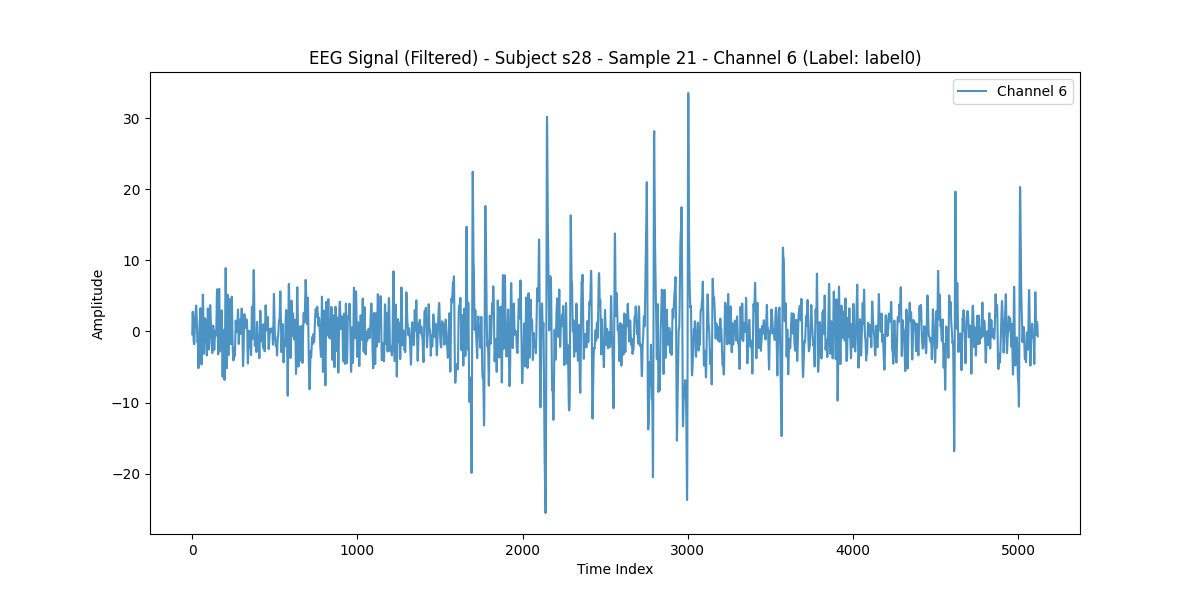 EEG Signal (Filtered) - Subject s28 - Sample 21 - Channel 6 (Label: label0)
Channel 6
30
20
10
0
−10
−20
Amplitude
0 1000 2000 3000 4000 5000
Time Index